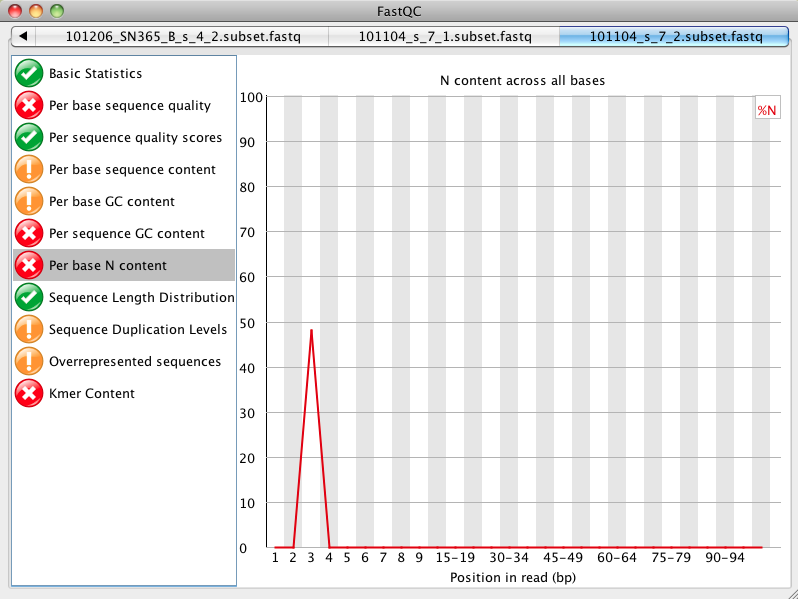 FastQC
101206_SN365_B_s_4_2.subset.fastq
101104_s_7_1.subset.fastq
101104_s_7_2.subset.fastq
Basic Statistics
Per base sequence quality
Per sequence quality scores
Per base sequence content
Per base GC content
Per sequence GC content
Per base N content
Sequence Length Distribution
Sequence Duplication Levels
Overrepresented sequences
Kmer Content
N content across all bases
%N
100
90
80
70
60
50
40
30
20
10
0
1 2 3 4 5 6 7 8 9 15-19 30-34 45-49 60-64 75-79 90-94
Position in read (bp)